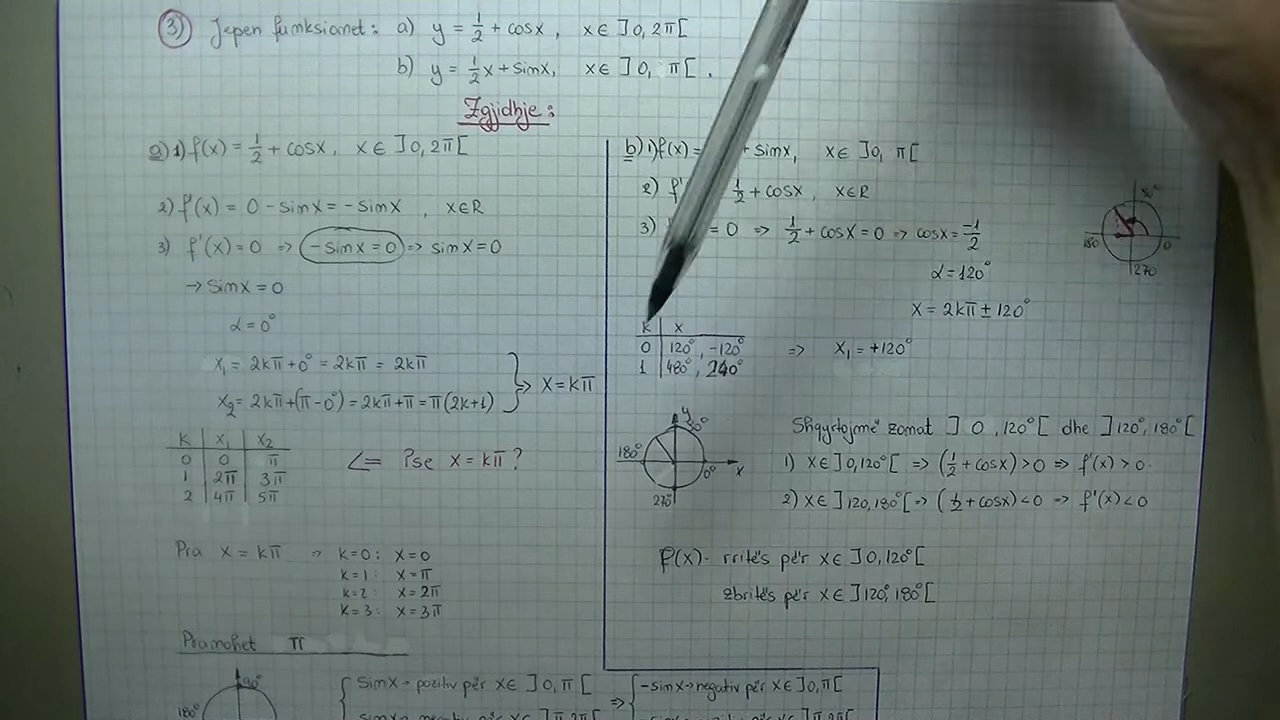 3) Jepen funksionet: a) y = 1/2 + cosx, x ∈ ]0, 2π[
b) y = 1/2x + sinx, x ∈ ]0, π[.
Zgjidhje:
a) 1) f(x) = 1/2 + cosx, x ∈ ]0, 2π[
2) f'(x) = 0 - sinx = -sinx, x∈R
3) f'(x) = 0 => -sinx = 0 => sinx = 0
→ sinx = 0
α = 0°
x₁ = 2kπ + 0° = 2kπ = 2kπ
x₂ = 2kπ + (π - 0°) = 2kπ + π = π(2k+1)
=> x = kπ
K | x₁ | x₂
0 | 0 | π
1 | 2π | 3π
2 | 4π | 5π
<= Pse x = kπ?
Pra x = kπ => k=0: x=0
k=1: x=π
k=2: x=2π
k=3: x=3π
Pranohet π
90°
180°
sinx → pozitiv për x∈ ]0, π[ => -sinx → negativ për x∈ ]0, π[
b) 1) f(x) = + sinx, x∈ ]0, π[
2) f' 1/2 + cosx, x∈R
3) = 0 => 1/2 + cosx = 0 => cosx = -1/2
180 0
270
α = 120°
x = 2kπ ± 120°
K | x
0 | 120°, -120° => x₁ = +120°
1 | 480°, 240°
y
180° 0° x
270°
Shqyrtojmë zonat ]0, 120°[ dhe ]120°, 180°[
1) x∈ ]0, 120°[ => (1/2 + cosx) > 0 => f'(x) > 0.
2) x∈ ]120, 180°[ => (1/2 + cosx) < 0 => f'(x) < 0
f(x) - rritës për x∈ ]0, 120°[
zbritës për x∈ ]120°, 180°[